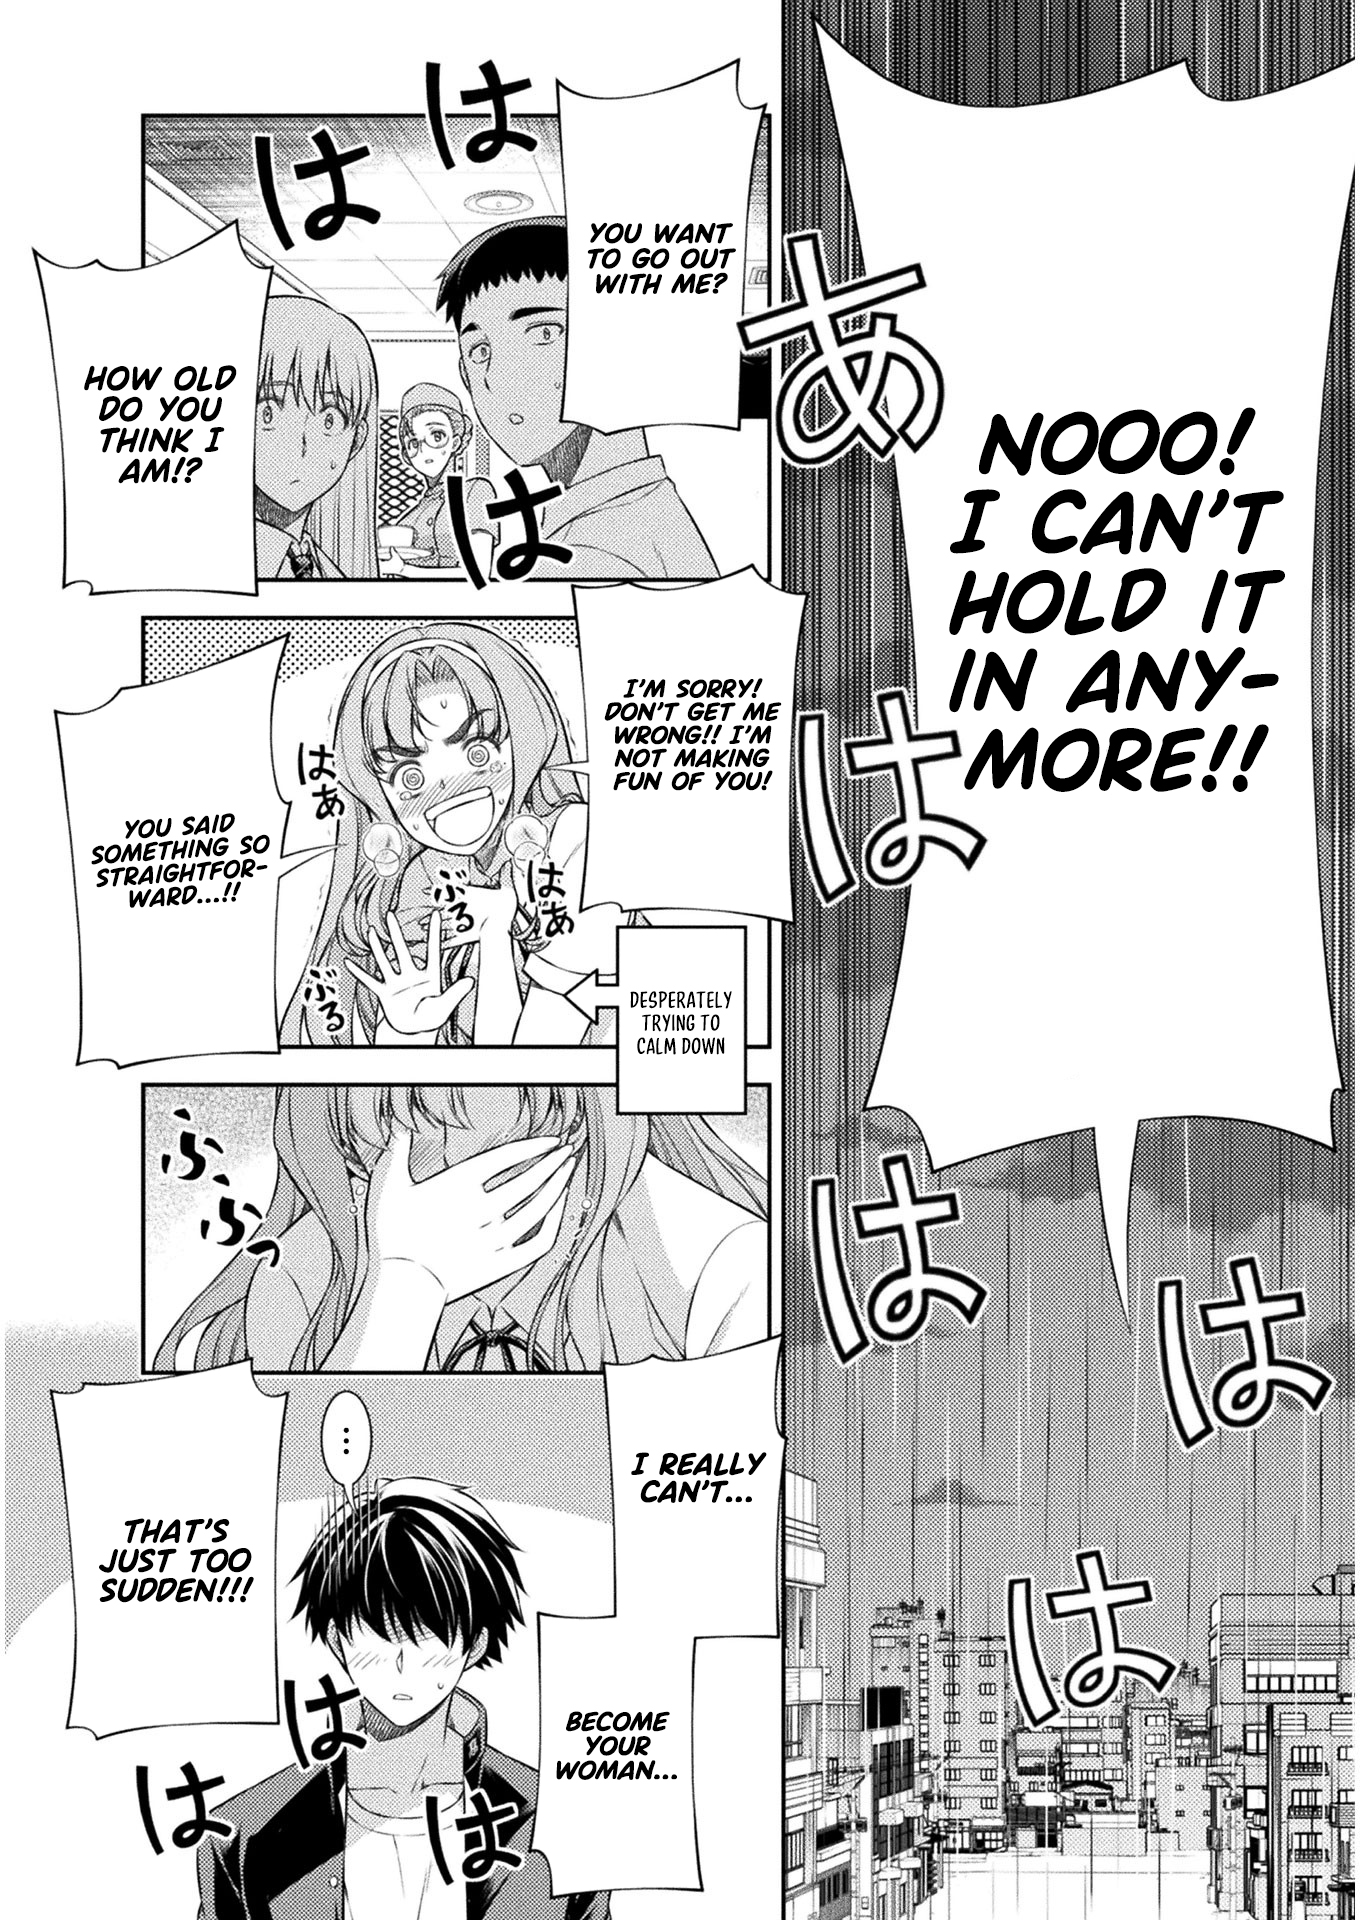 NOOO!
I CAN'T
HOLD IT
IN ANY-
MORE!!
あ
は
は
は
は
YOU WANT
TO GO OUT
WITH ME?
HOW OLD
DO YOU
THINK I
AM!?
は
は
は
I'M SORRY!
DON'T GET ME
WRONG!! I'M
NOT MAKING
FUN OF YOU!
YOU SAID
SOMETHING SO
STRAIGHTFOR-
WARD...!!
はぁ
はぁ
ぶる
ぶる
DESPERATELY
TRYING TO
CALM DOWN
ふ、
ふふっ
I REALLY
CAN'T...
BECOME
YOUR
WOMAN...
...
THAT'S
JUST TOO
SUDDEN!!!
は
は
は